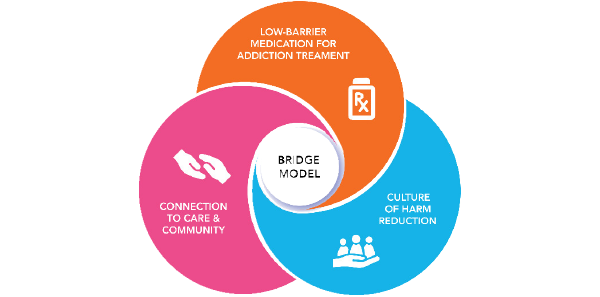 LOW-BARRIER
MEDICATION FOR
ADDICTION TREAMENT
RX
BRIDGE
MODEL
CONNECTION
TO CARE &
COMMUNITY
CULTURE
OF HARM
REDUCTION